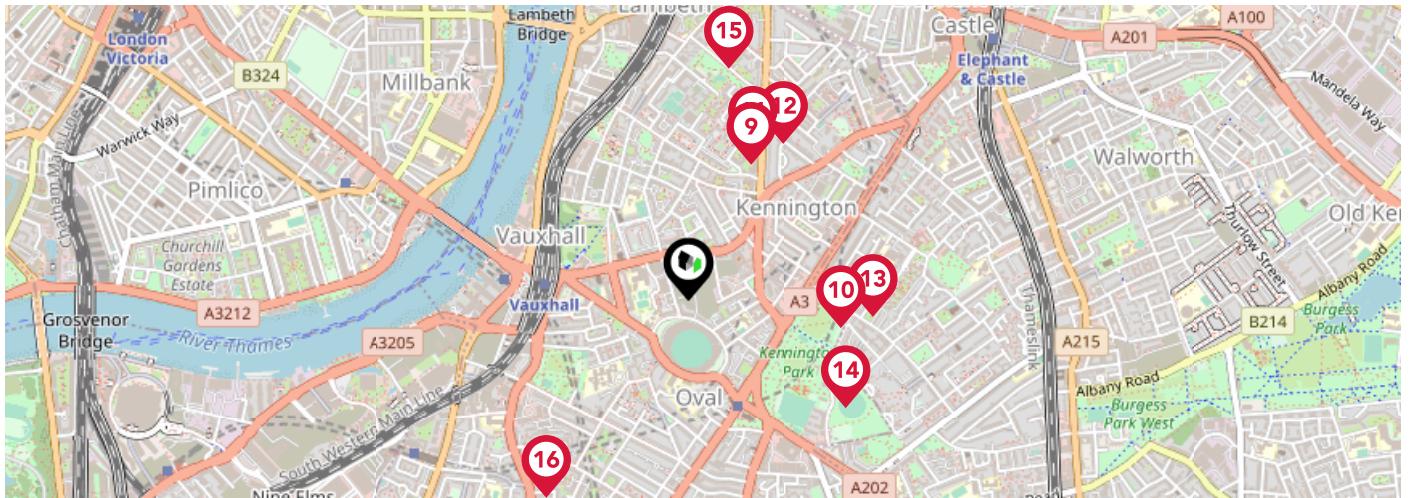 Lambeth
Bridge
Lambeth
15
Castle
A100
A201
London
Victoria
B324
Millbank
Elephant
& Castle
Mandela Way
12
9
Warwick Way
Chatham Main Line
Pimlico
Walworth
Kennington
Old Ke
Thurlow Street
Vauxhall
Churchill
Gardens
Estate
13
10
A3
Vauxhall
Albany Road
A3212
Grosvenor
Bridge
River Thames
A3205
Thameslink
B214
Burgess
Park
A215
Kennington
Park
14
Albany Road
Oval
Burgess
Park West
South Western Main Line
16
A202
Nine Elms